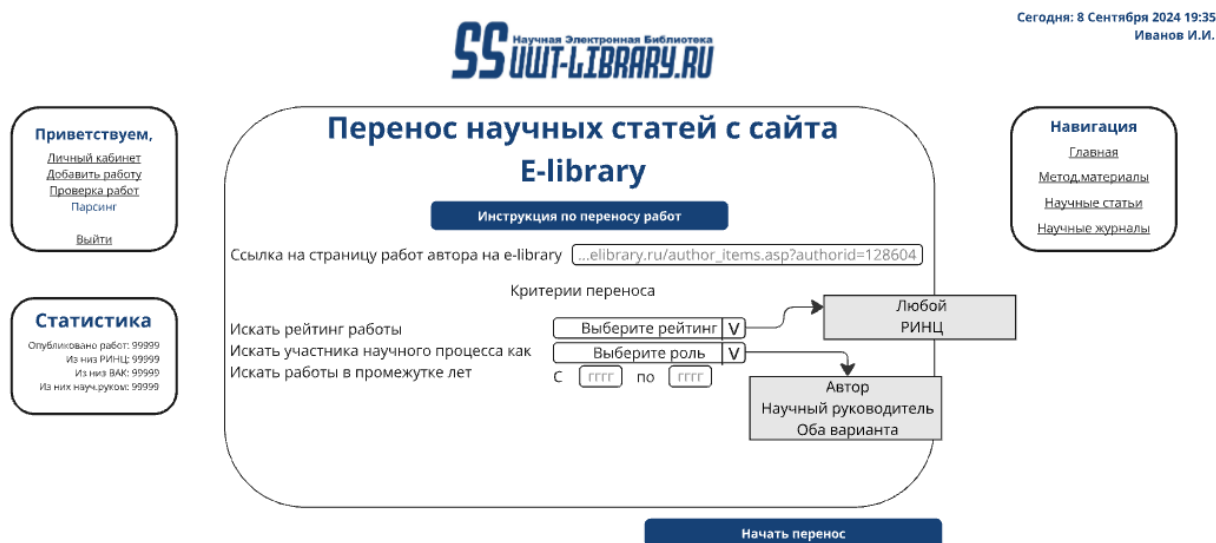 Сегодня: 8 Сентября 2024 19:35
Иванов И.И.
Научная Электронная Библиотека
SSUWT-LIBRARY.RU
Приветствуем,
Личный кабинет
Добавить работу
Проверка работ
Парсинг
Выйти
Статистика
Опубликовано работ: 99999
Из низ РИНЦ: 99999
Из низ ВАК: 99999
Из них науч.руком: 99999
Перенос научных статей с сайта
E-library
Инструкция по переносу работ
Ссылка на страницу работ автора на e-library ...elibrary.ru/author_items.asp?authorid=128604
Критерии переноса
Искать рейтинг работы Выберите рейтинг V
Искать участника научного процесса как Выберите роль V
Искать работы в промежутке лет С гггг по гггг
Любой
РИНЦ
Автор
Научный руководитель
Оба варианта
Начать перенос
Навигация
Главная
Метод.материалы
Научные статьи
Научные журналы